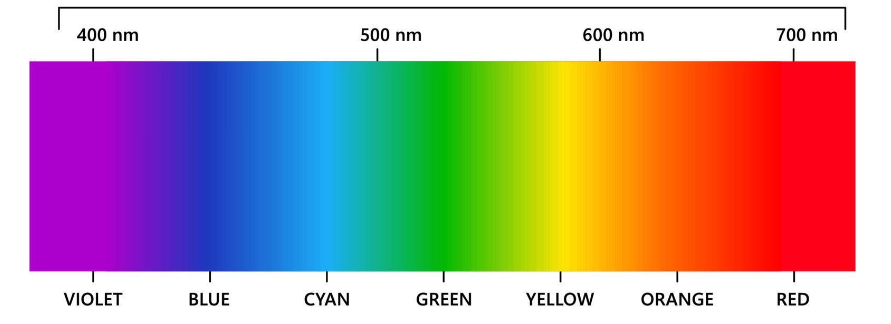 400 nm 500 nm 600 nm 700 nm
VIOLET BLUE CYAN GREEN YELLOW ORANGE RED